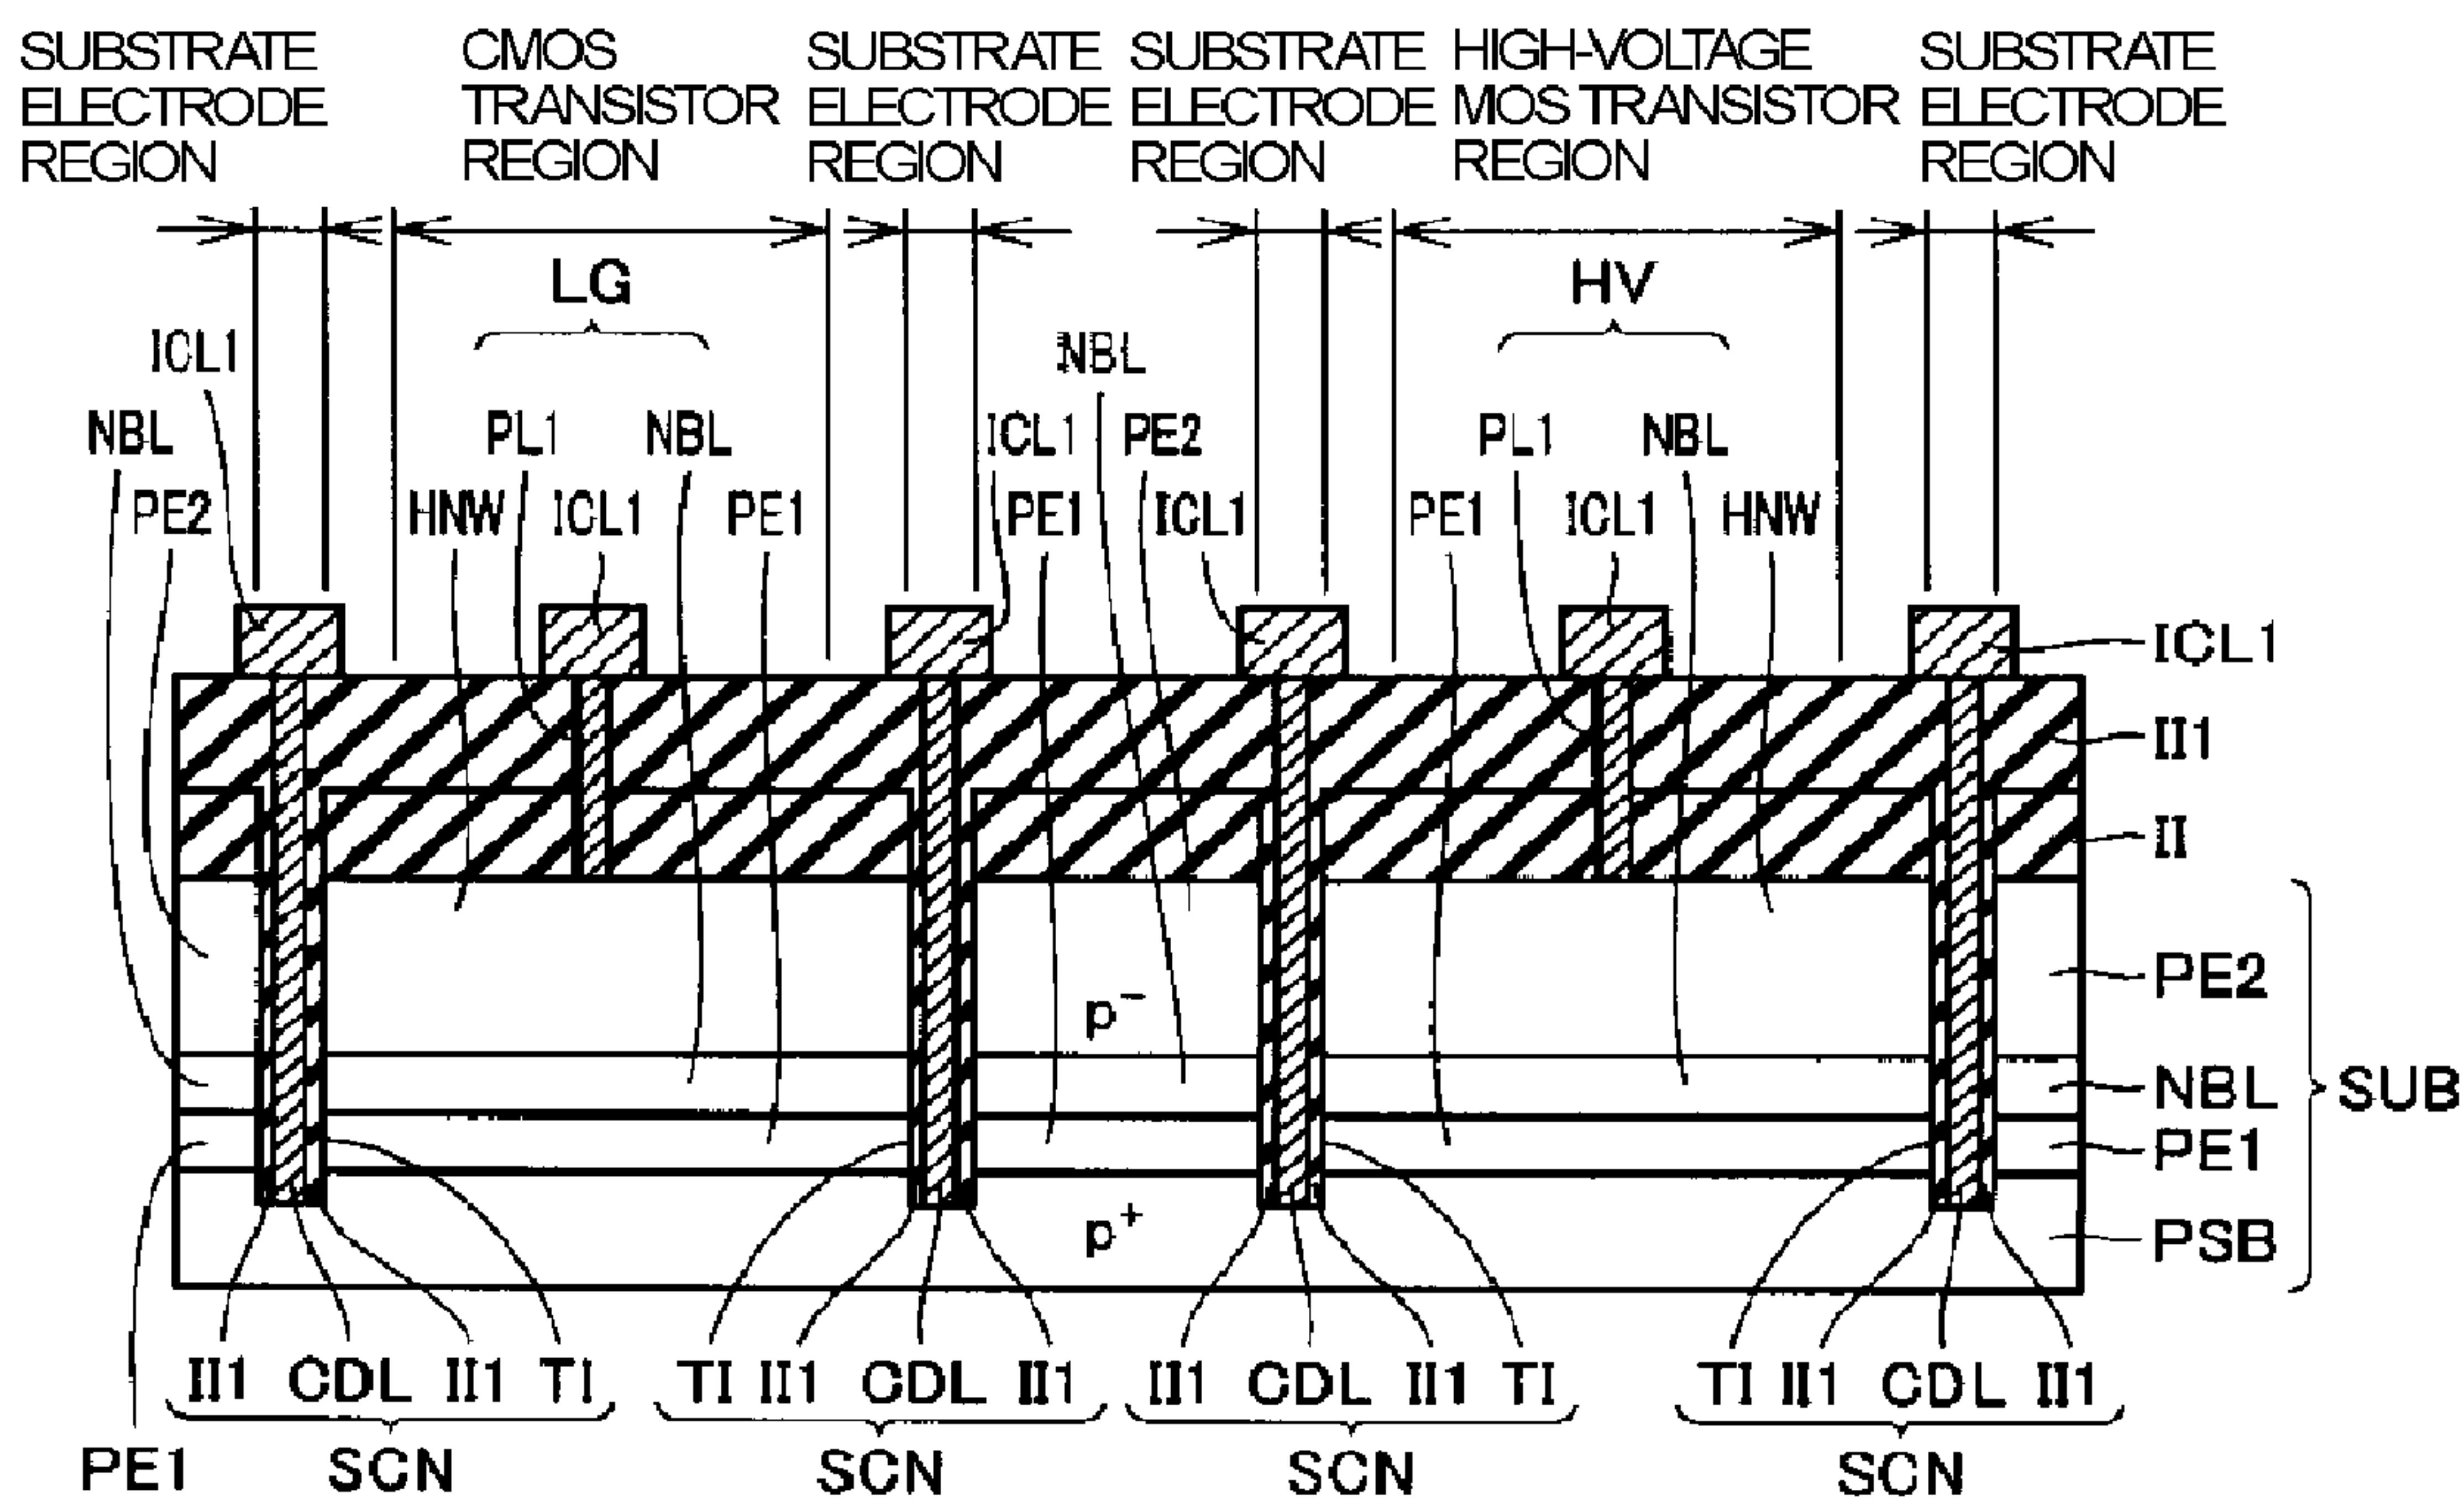 SUBSTRATE ELECTRODE REGION
CMOS TRANSISTOR REGION
SUBSTRATE ELECTRODE REGION
SUBSTRATE ELECTRODE REGION
HIGH-VOLTAGE MOS TRANSISTOR REGION
SUBSTRATE ELECTRODE REGION
LG
HV
ICL1
NBL
NBL
PL1
NBL
ICL1
PE2
PL1
NBL
PE2
HNW
ICL1
PE1
PE1
ICL1
PE1
ICL1
HNW
ICL1
II1
II
p⁻
PE2
NBL
SUB
PE1
p⁺
PSB
II1 CDL II1 TI
TI II1 CDL II1
II1 CDL II1 TI
TI II1 CDL II1
PE1
SCN
SCN
SCN
SCN